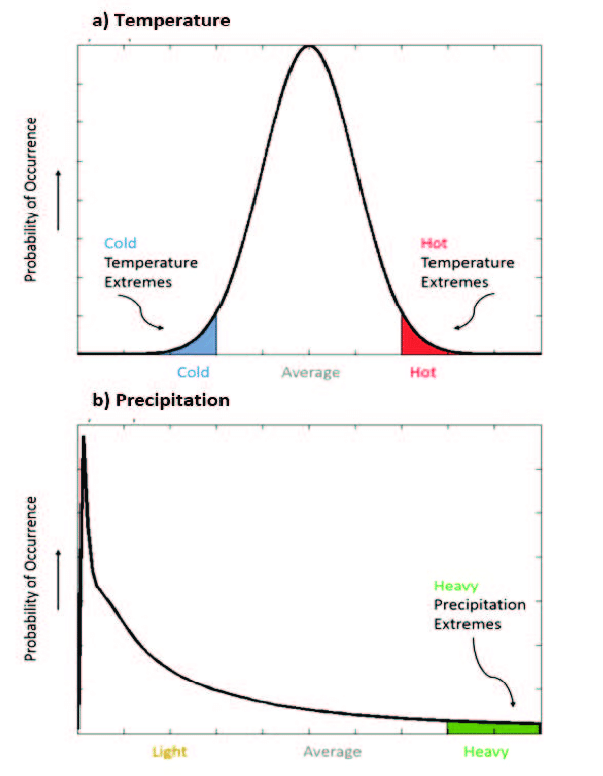 a) Temperature
Probability of Occurrence
Cold
Temperature
Extremes
Hot
Temperature
Extremes
Cold
Average
Hot
b) Precipitation
Probability of Occurrence
Heavy
Precipitation
Extremes
Light
Average
Heavy